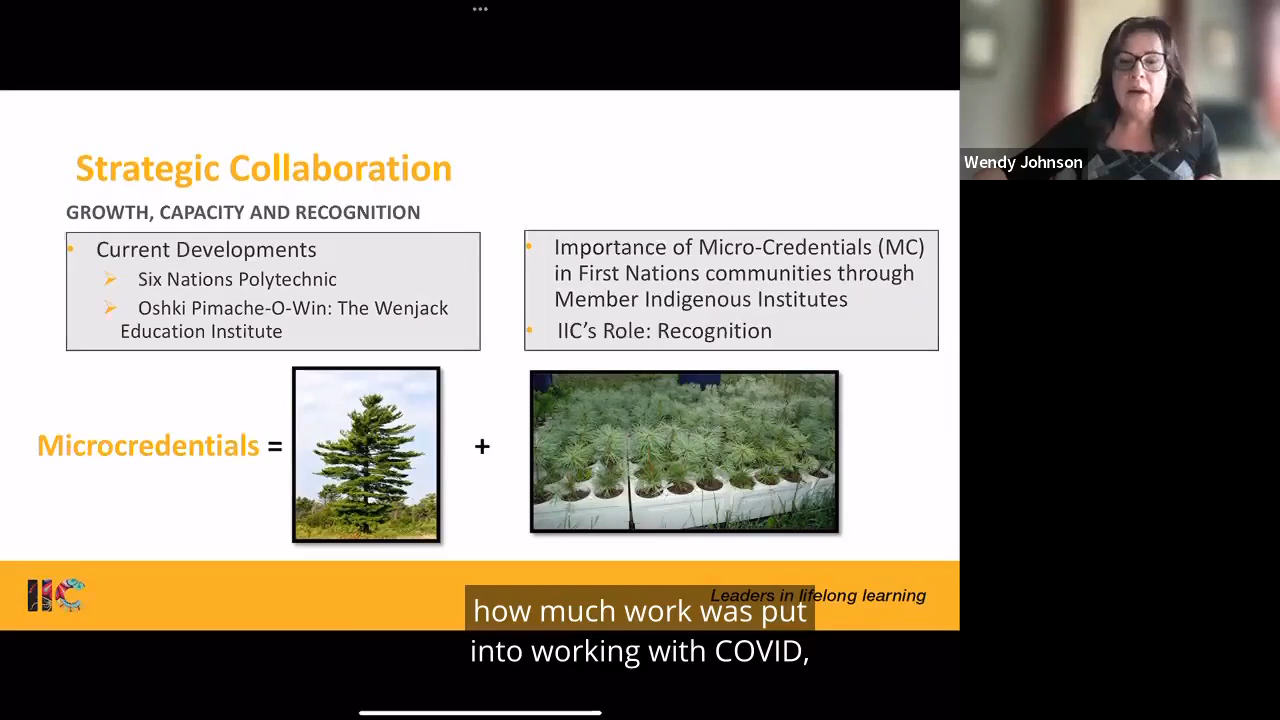 Strategic Collaboration
GROWTH, CAPACITY AND RECOGNITION
• Current Developments
➢ Six Nations Polytechnic
➢ Oshki Pimache-O-Win: The Wenjack
Education Institute
• Importance of Micro-Credentials (MC)
in First Nations communities through
Member Indigenous Institutes
• IIC's Role: Recognition
Microcredentials =
+
IIC
Leaders in lifelong learning
how much work was put
into working with COVID,
Wendy Johnson